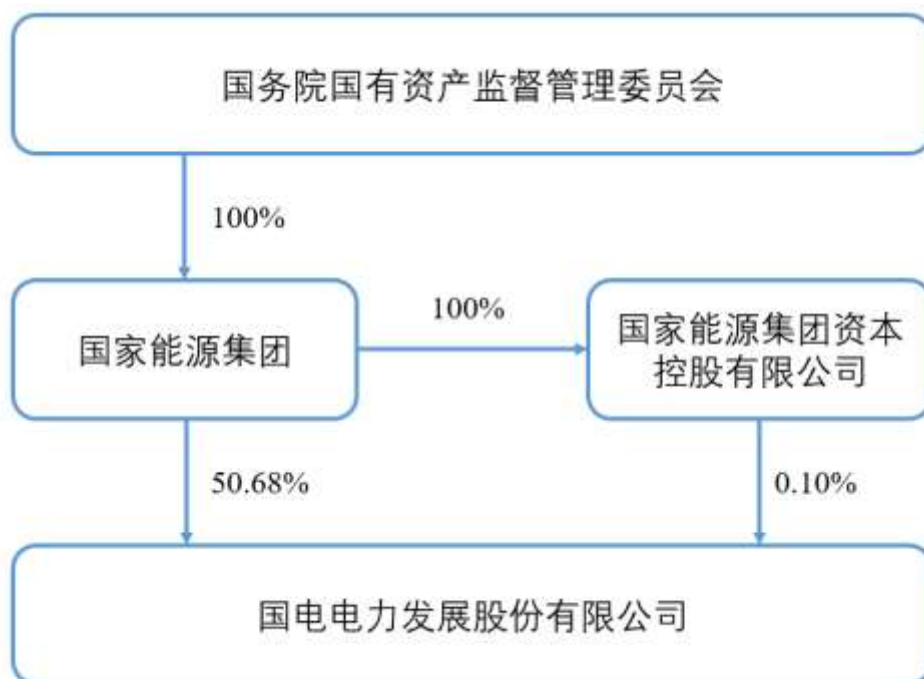 国务院国有资产监督管理委员会
100%
国家能源集团
100%
国家能源集团资本
控股有限公司
50.68%
0.10%
国电电力发展股份有限公司